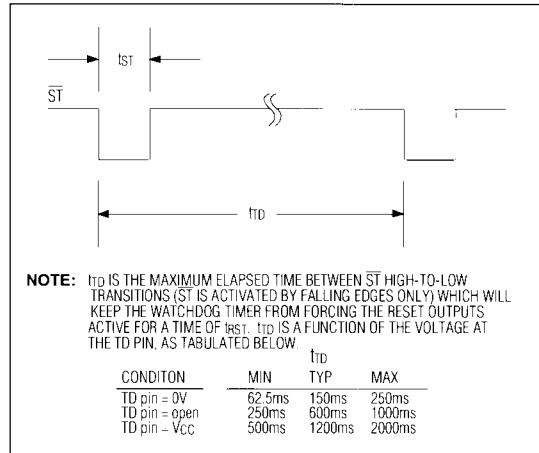 tST
ST
tTD
NOTE: tTD IS THE MAXIMUM ELAPSED TIME BETWEEN ST HIGH-TO-LOW
TRANSITIONS (ST IS ACTIVATED BY FALLING EDGES ONLY) WHICH WILL
KEEP THE WATCHDOG TIMER FROM FORCING THE RESET OUTPUTS
ACTIVE FOR A TIME OF tRST. tTD IS A FUNCTION OF THE VOLTAGE AT
THE TD PIN, AS TABULATED BELOW.
tTD
CONDITON MIN TYP MAX
TD pin = 0V 62.5ms 150ms 250ms
TD pin = open 250ms 600ms 1000ms
TD pin = VCC 500ms 1200ms 2000ms